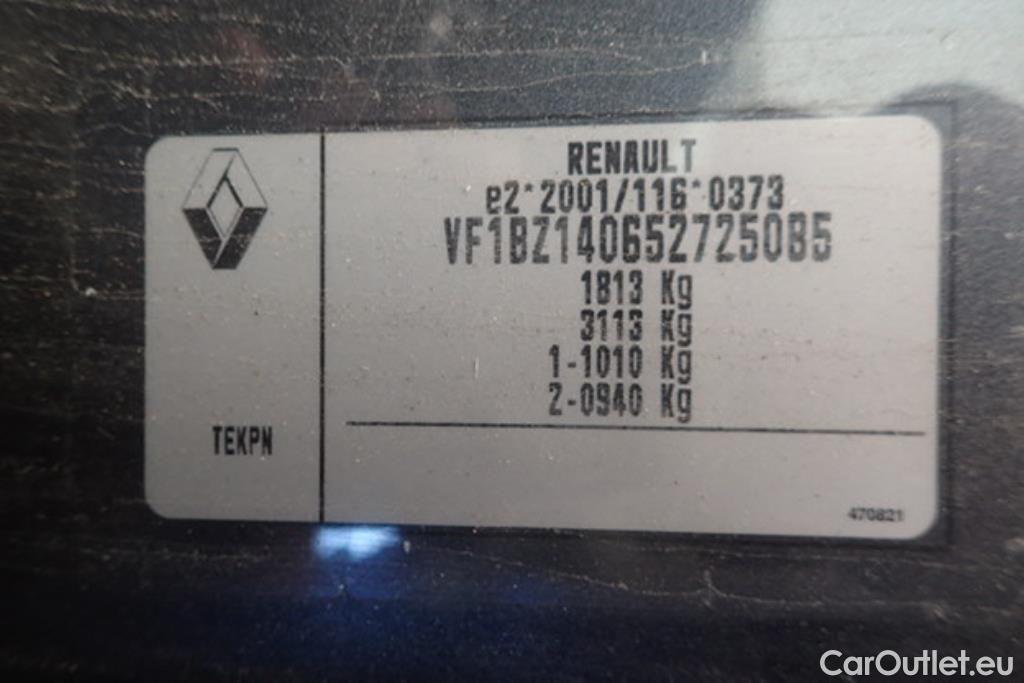 RENAULT
e2*2001/116*0373
VF1BZ140652725085
1813 Kg
3113 Kg
1-1010 Kg
2-0940 Kg
TEKPN
470821
CarOutlet.eu